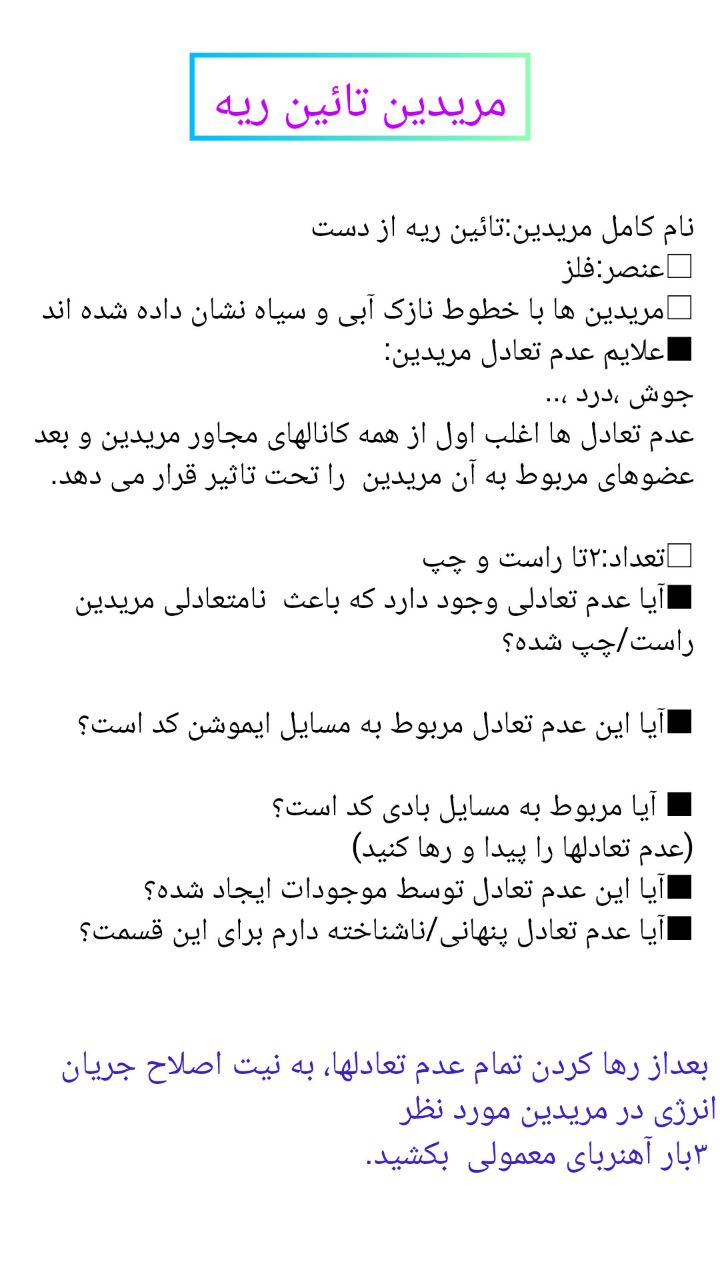 مریدین تائین ریه
نام کامل مریدین:تائین ریه از دست
□عنصر:فلز
□مریدین ها با خطوط نازک آبی و سیاه نشان داده شده اند
■علایم عدم تعادل مریدین:
جوش ،درد ،..
عدم تعادل ها اغلب اول از همه کانالهای مجاور مریدین و بعد
عضوهای مربوط به آن مریدین را تحت تاثیر قرار می دهد.
□تعداد:۲تا راست و چپ
■آیا عدم تعادلی وجود دارد که باعث نامتعادلی مریدین
راست/چپ شده؟
■آیا این عدم تعادل مربوط به مسایل ایموشن کد است؟
■ آیا مربوط به مسایل بادی کد است؟
(عدم تعادلها را پیدا و رها کنید)
■آیا این عدم تعادل توسط موجودات ایجاد شده؟
■آیا عدم تعادل پنهانی/ناشناخته دارم برای این قسمت؟
بعداز رها کردن تمام عدم تعادلها، به نیت اصلاح جریان
انرژی در مریدین مورد نظر
۳بار آهنربای معمولی بکشید.